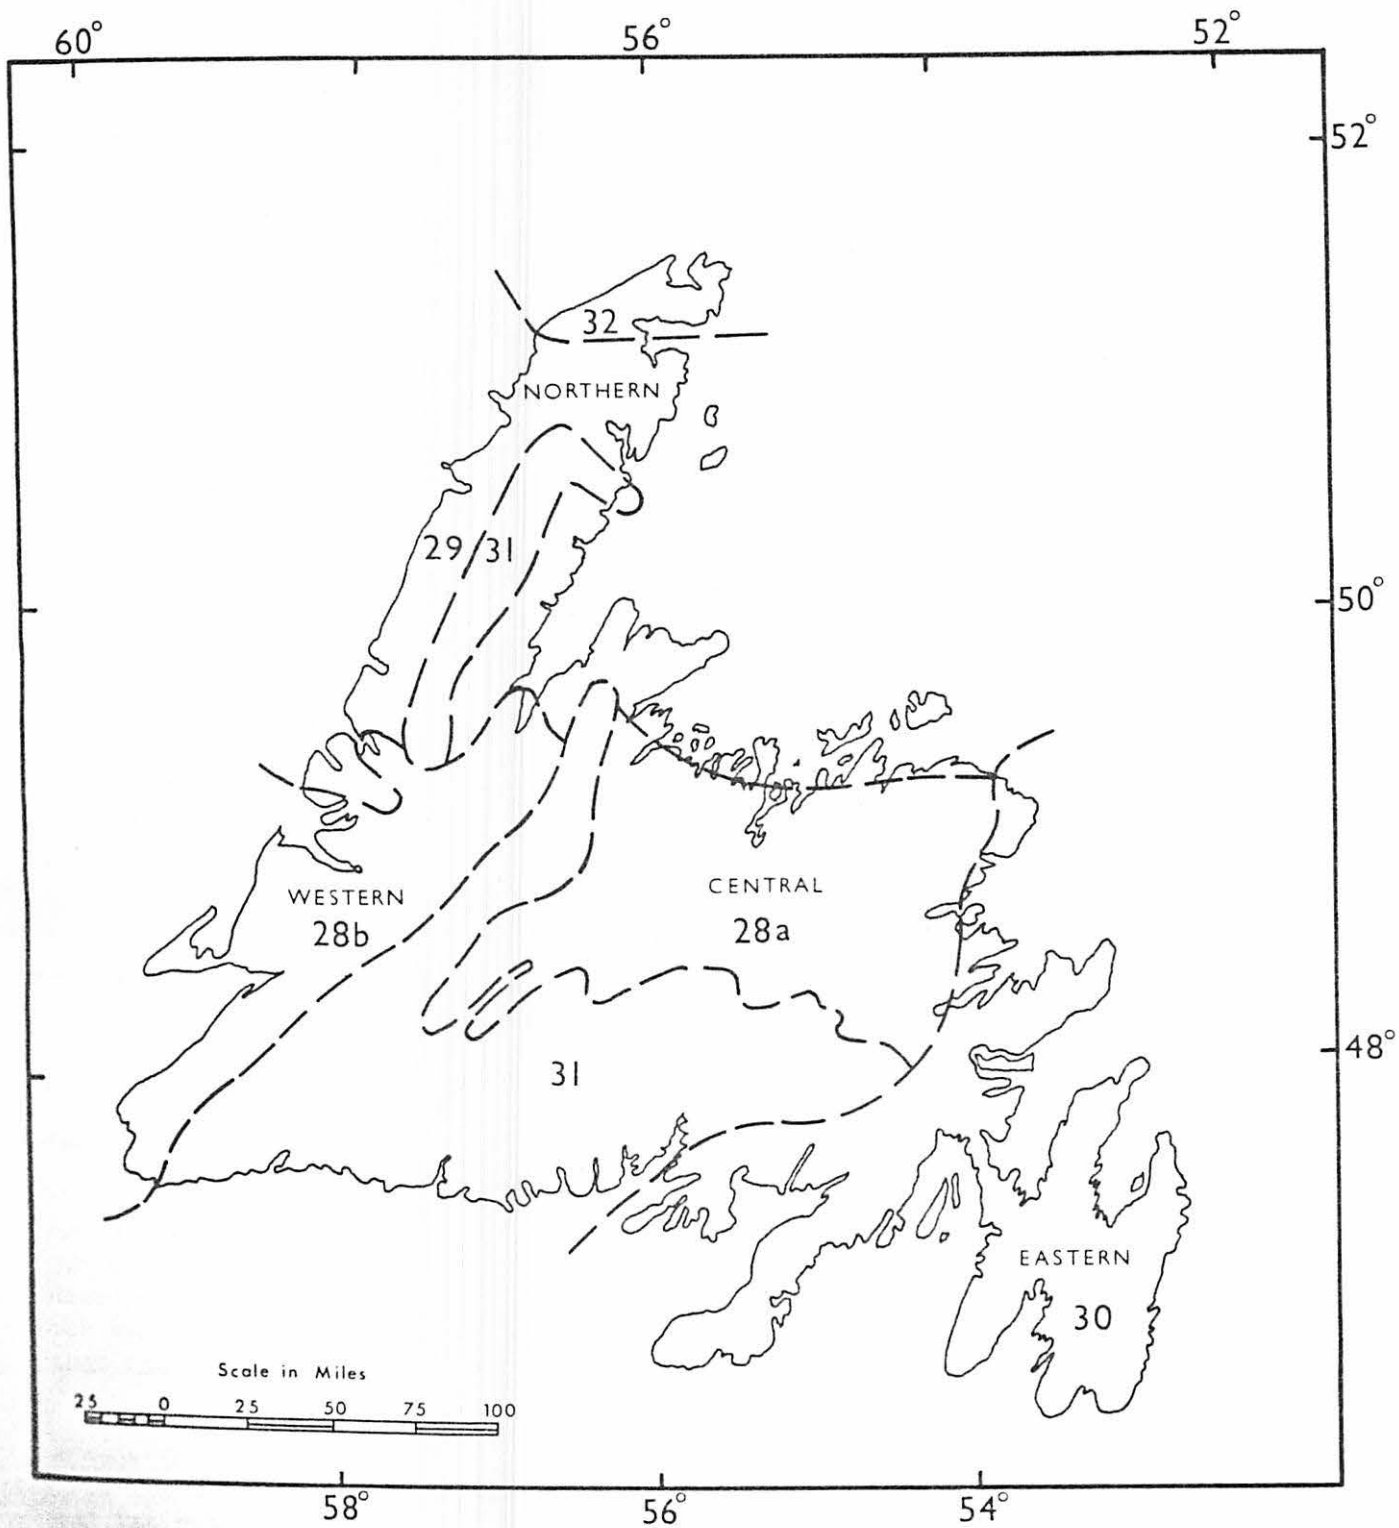 60° 56° 52°
52°
32
NORTHERN
29 31
50°
WESTERN
28b
CENTRAL
28a
48°
31
EASTERN
30
Scale in Miles
25 0 25 50 75 100
58° 56° 54°